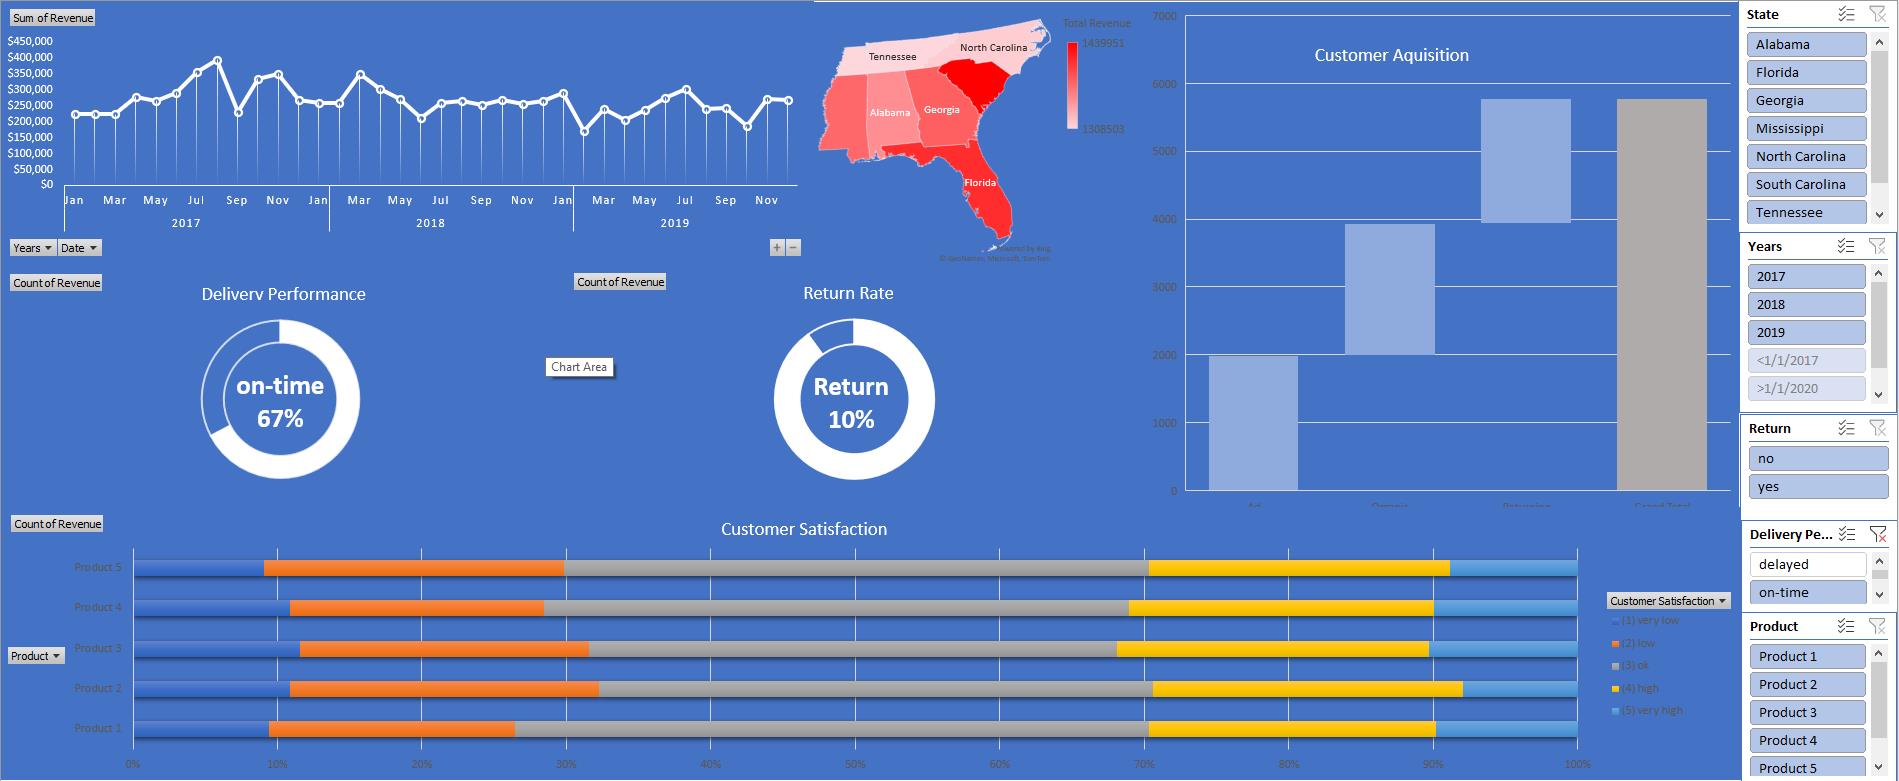 Sum of Revenue
$450,000
$400,000
$350,000
$300,000
$250,000
$200,000
$150,000
$100,000
$50,000
$0
Jan Mar May Jul Sep Nov Jan Mar May Jul Sep Nov Jan Mar May Jul Sep Nov
2017 2018 2019
Years Date
+ −
Total Revenue
1439951
1308503
Tennessee
North Carolina
Alabama
Georgia
Florida
Powered by Bing
© GeoNames, Microsoft, TomTom
Customer Aquisition
7000
6000
5000
4000
3000
2000
1000
0
Ad Organic Returning Grand Total
Count of Revenue
Delivery Performance
on-time
67%
Chart Area
Count of Revenue
Return Rate
Return
10%
Count of Revenue
Customer Satisfaction
Product 5
Product 4
Product 3
Product 2
Product 1
Product
0% 10% 20% 30% 40% 50% 60% 70% 80% 90% 100%
Customer Satisfaction
(1) very low
(2) low
(3) ok
(4) high
(5) very high
State
Alabama
Florida
Georgia
Mississippi
North Carolina
South Carolina
Tennessee
Years
2017
2018
2019
<1/1/2017
>1/1/2020
Return
no
yes
Delivery Pe...
delayed
on-time
Product
Product 1
Product 2
Product 3
Product 4
Product 5